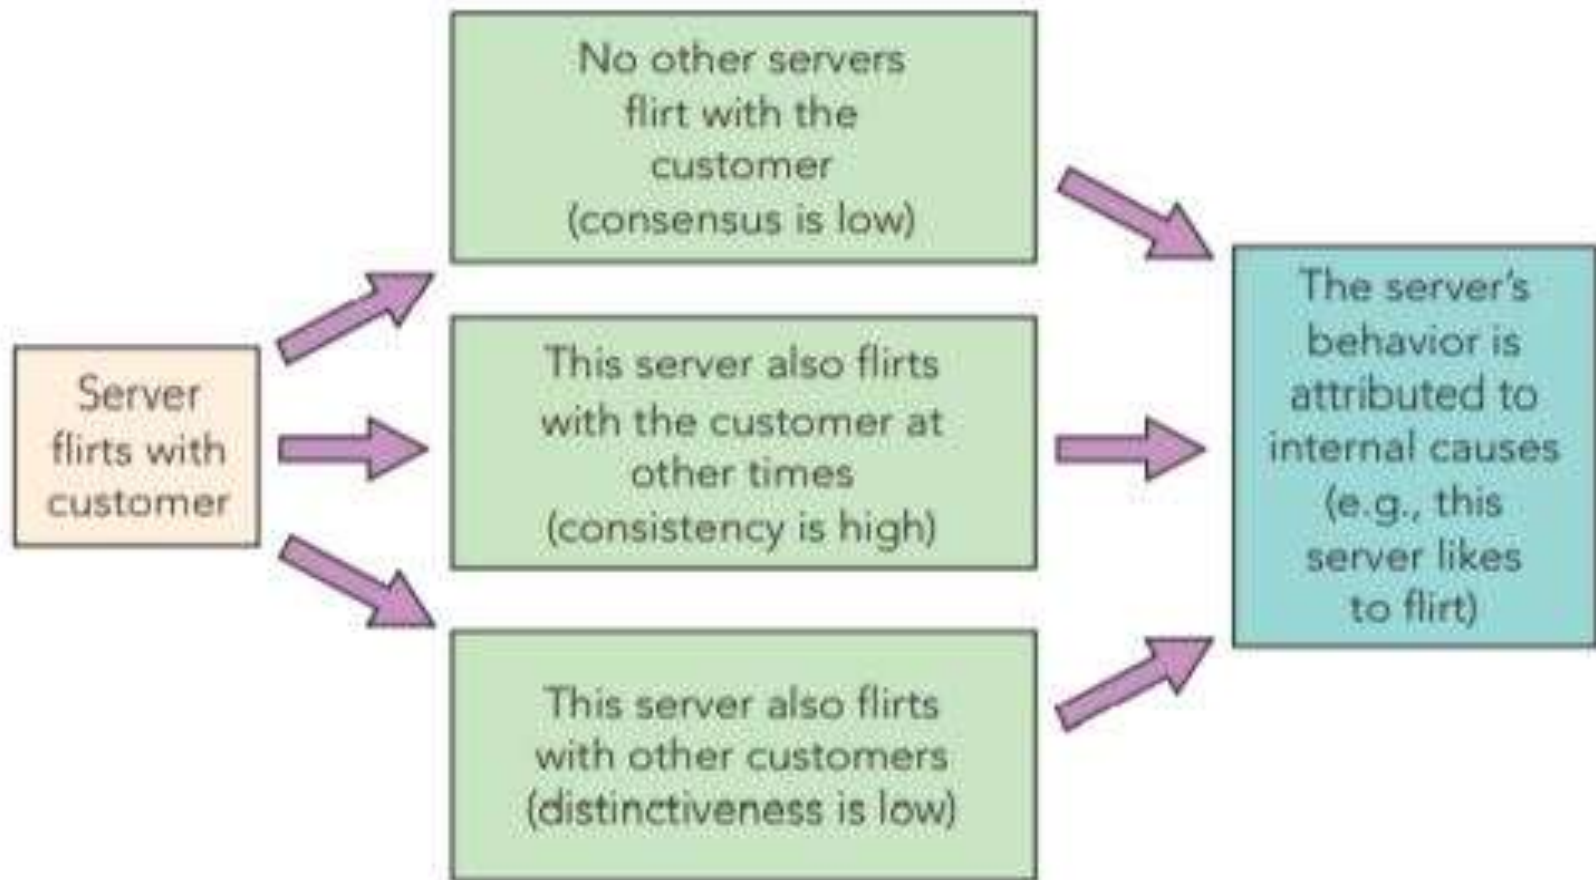 No other servers
flirt with the
customer
(consensus is low)
Server
flirts with
customer
This server also flirts
with the customer at
other times
(consistency is high)
This server also flirts
with other customers
(distinctiveness is low)
The server's
behavior is
attributed to
internal causes
(e.g., this
server likes
to flirt)